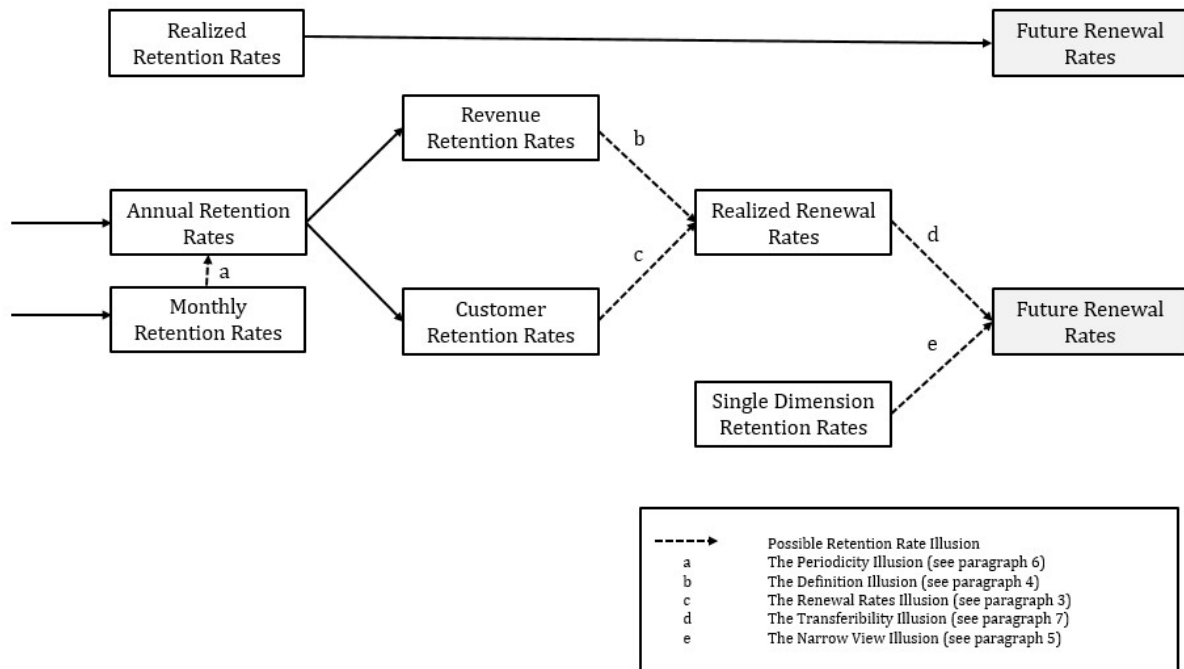 Realized
Retention Rates
Future Renewal
Rates
Revenue
Retention Rates
b
Annual Retention
Rates
Realized Renewal
Rates
d
c
a
Monthly
Retention Rates
Customer
Retention Rates
Future Renewal
Rates
e
Single Dimension
Retention Rates
Possible Retention Rate Illusion
a The Periodicity Illusion (see paragraph 6)
b The Definition Illusion (see paragraph 4)
c The Renewal Rates Illusion (see paragraph 3)
d The Transferibility Illusion (see paragraph 7)
e The Narrow View Illusion (see paragraph 5)